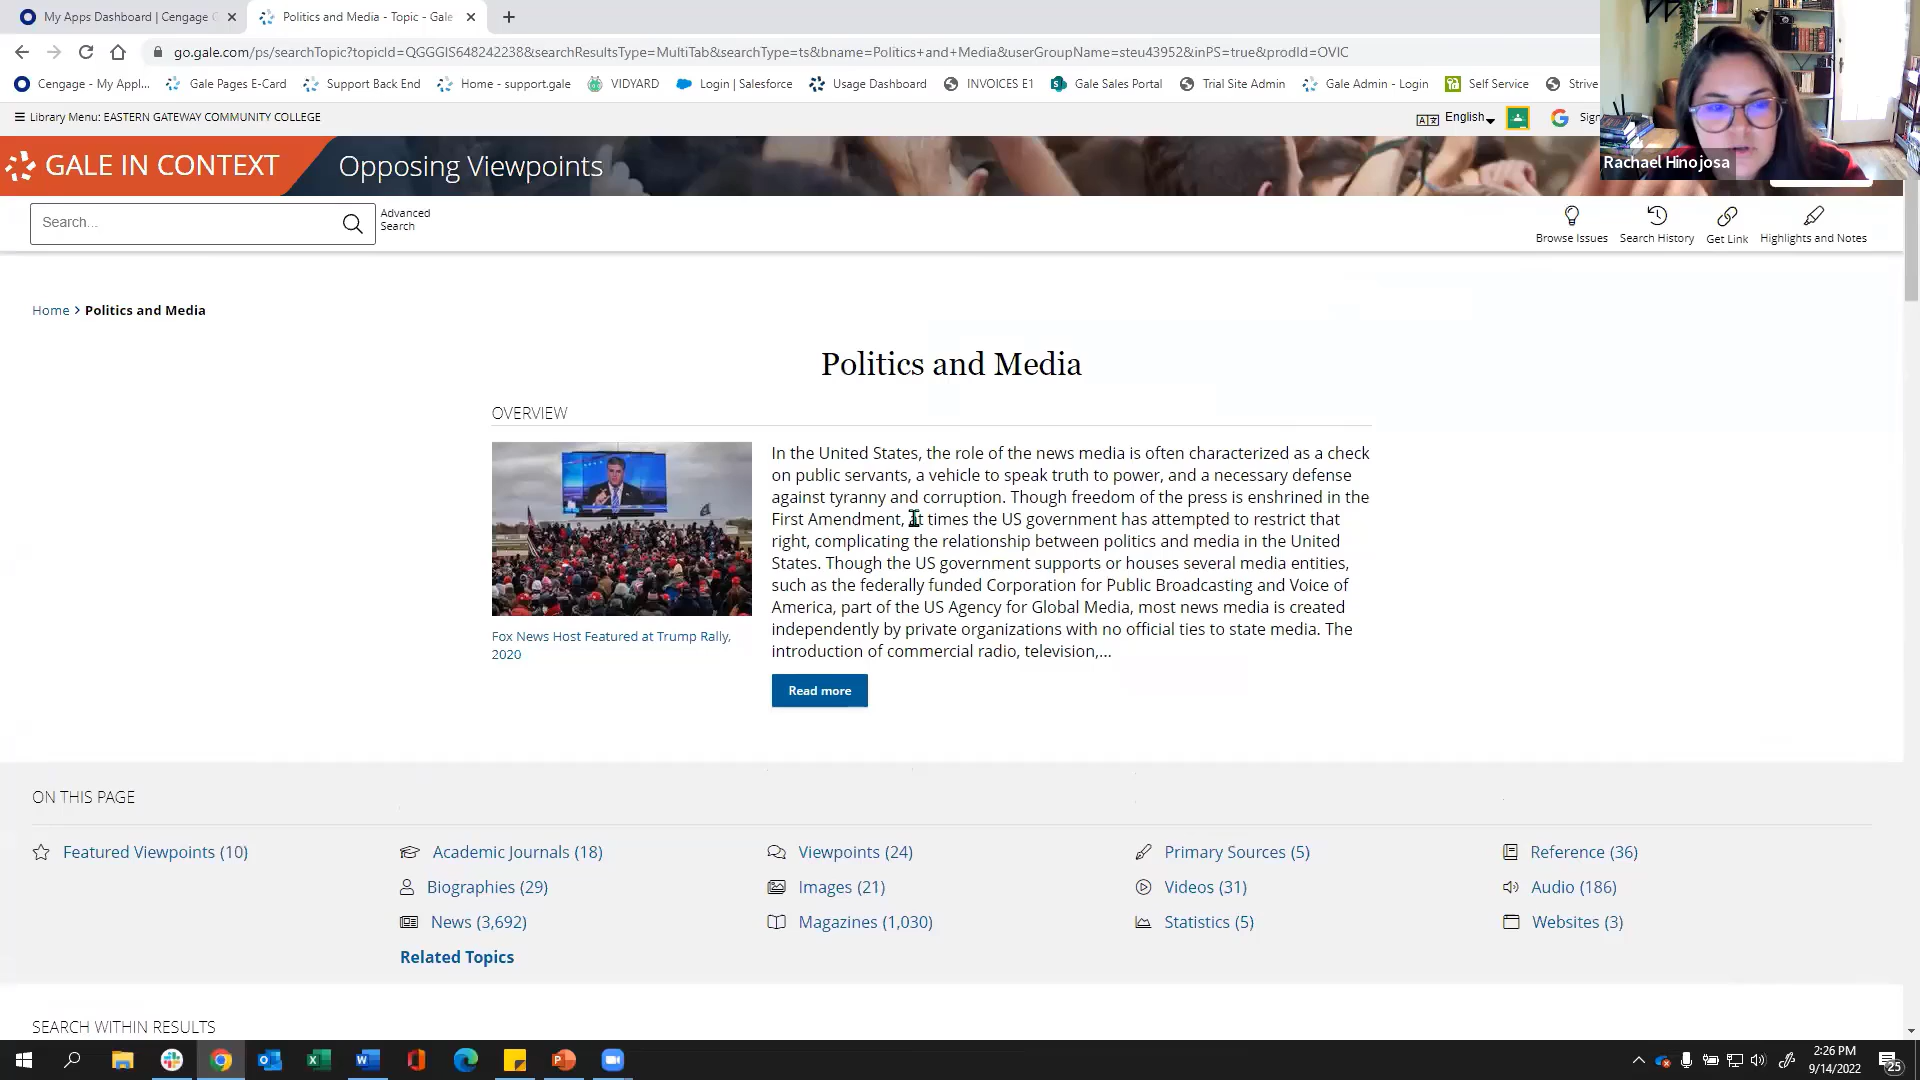 My Apps Dashboard | Cengage G
Politics and Media - Topic - Gale
go.gale.com/ps/searchTopic?topicId=QGGGIS648242238&searchResultsType=MultiTab&searchType=ts&bname=Politics+and+Media&userGroupName=steu43952&inPS=true&prodId=OVIC
Cengage - My Appl... Gale Pages E-Card Support Back End Home - support.gale VIDYARD Login | Salesforce Usage Dashboard INVOICES E1 Gale Sales Portal Trial Site Admin Gale Admin - Login Self Service Strive
Library Menu: EASTERN GATEWAY COMMUNITY COLLEGE
English
Sign
Rachael Hinojosa
GALE IN CONTEXT
Opposing Viewpoints
Search...
Advanced
Search
Browse Issues Search History Get Link Highlights and Notes
Home > Politics and Media
Politics and Media
OVERVIEW
In the United States, the role of the news media is often characterized as a check
on public servants, a vehicle to speak truth to power, and a necessary defense
against tyranny and corruption. Though freedom of the press is enshrined in the
First Amendment, at times the US government has attempted to restrict that
right, complicating the relationship between politics and media in the United
States. Though the US government supports or houses several media entities,
such as the federally funded Corporation for Public Broadcasting and Voice of
America, part of the US Agency for Global Media, most news media is created
independently by private organizations with no official ties to state media. The
introduction of commercial radio, television,...
Fox News Host Featured at Trump Rally,
2020
Read more
ON THIS PAGE
Featured Viewpoints (10) Academic Journals (18) Viewpoints (24) Primary Sources (5) Reference (36)
Biographies (29) Images (21) Videos (31) Audio (186)
News (3,692) Magazines (1,030) Statistics (5) Websites (3)
Related Topics
SEARCH WITHIN RESULTS
2:26 PM
9/14/2022
25